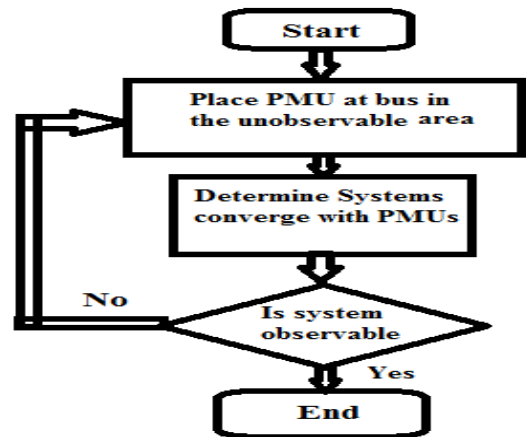 Start
Place PMU at bus in
the unobservable area
Determine Systems
converge with PMUs
Is system
observable
No
Yes
End